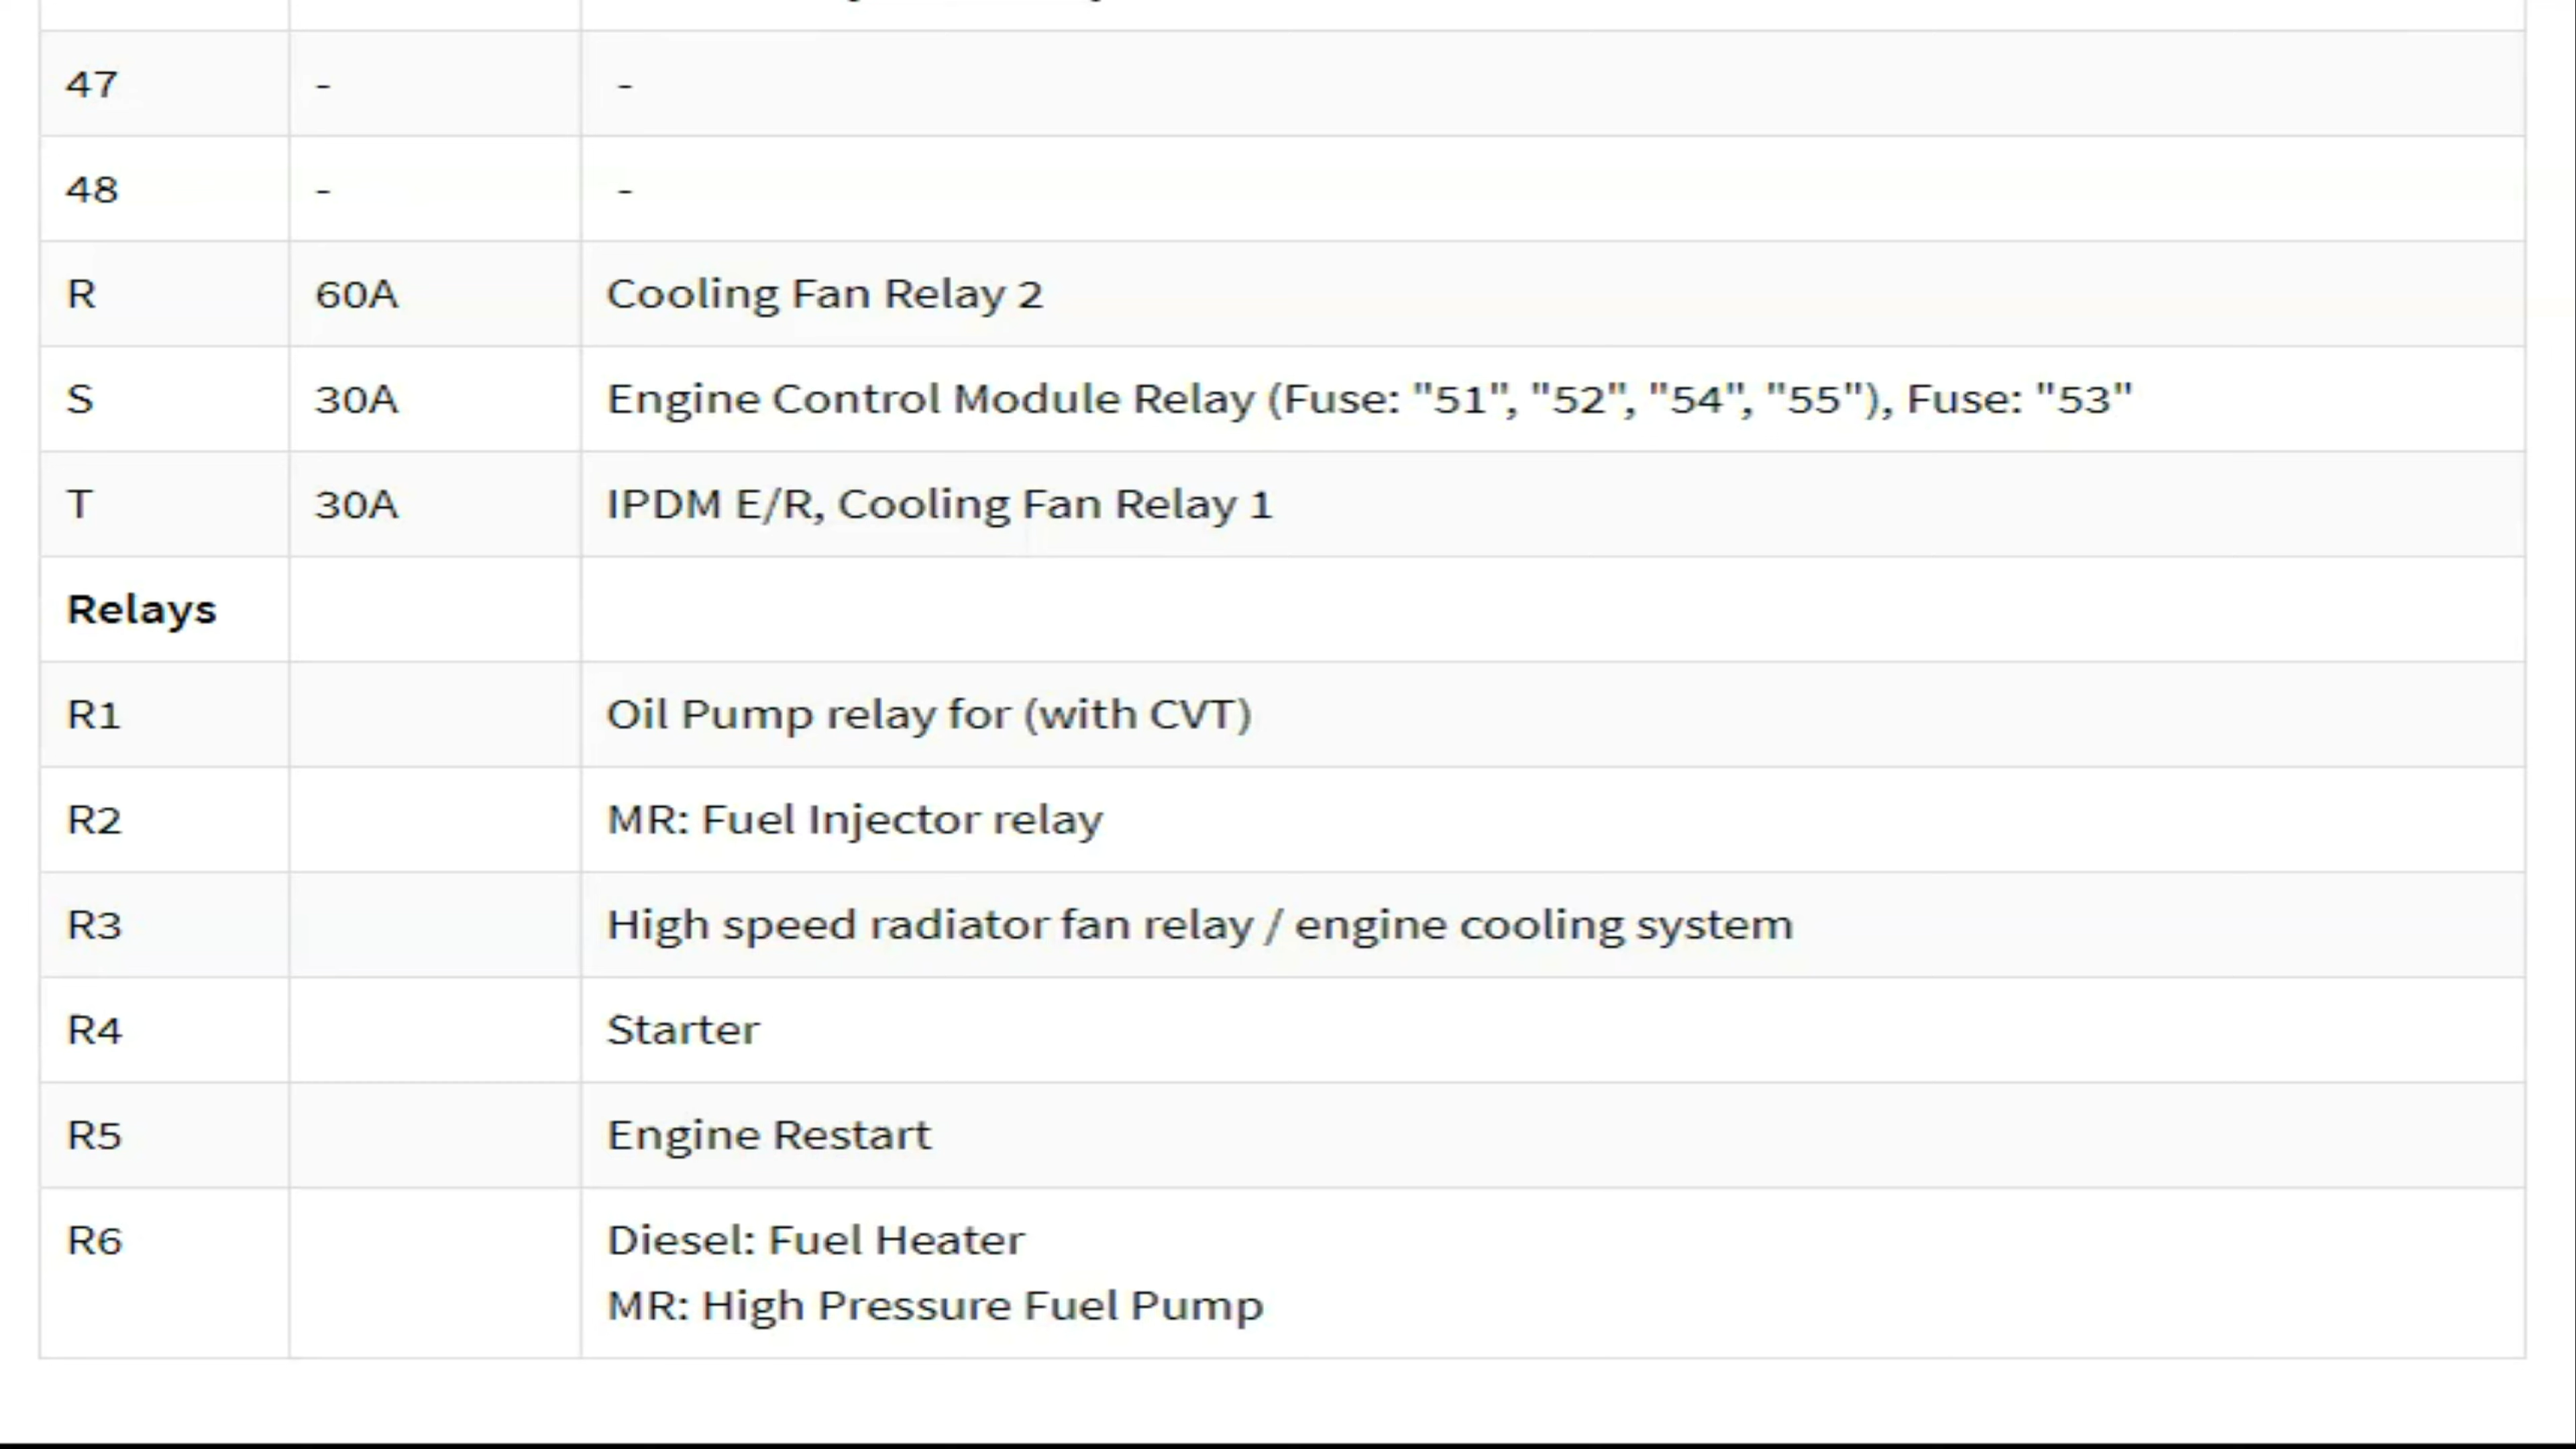 47 - -
48 - -
R 60A Cooling Fan Relay 2
S 30A Engine Control Module Relay (Fuse: "51", "52", "54", "55"), Fuse: "53"
T 30A IPDM E/R, Cooling Fan Relay 1
Relays
R1 Oil Pump relay for (with CVT)
R2 MR: Fuel Injector relay
R3 High speed radiator fan relay / engine cooling system
R4 Starter
R5 Engine Restart
R6 Diesel: Fuel Heater
MR: High Pressure Fuel Pump